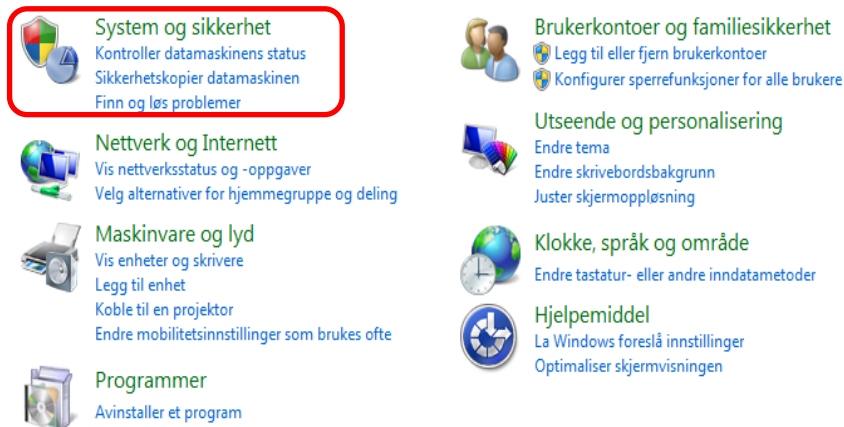 System og sikkerhet
Kontroller datamaskinens status
Sikkerhetskopier datamaskinen
Finn og løs problemer
Nettverk og Internett
Vis nettverksstatus og -oppgaver
Velg alternativer for hjemmegruppe og deling
Maskinvare og lyd
Vis enheter og skrivere
Legg til enhet
Koble til en projektor
Endre mobilitetsinnstillinger som brukes ofte
Programmer
Avinstaller et program
Brukerkontoer og familiesikkerhet
Legg til eller fjern brukerkontoer
Konfigurer sperrefunksjoner for alle brukere
Utseende og personalisering
Endre tema
Endre skrivebordsbakgrunn
Juster skjermoppløsning
Klokke, språk og område
Endre tastatur- eller andre inndatametoder
Hjelpemiddel
La Windows foreslå innstillinger
Optimaliser skjermvisningen